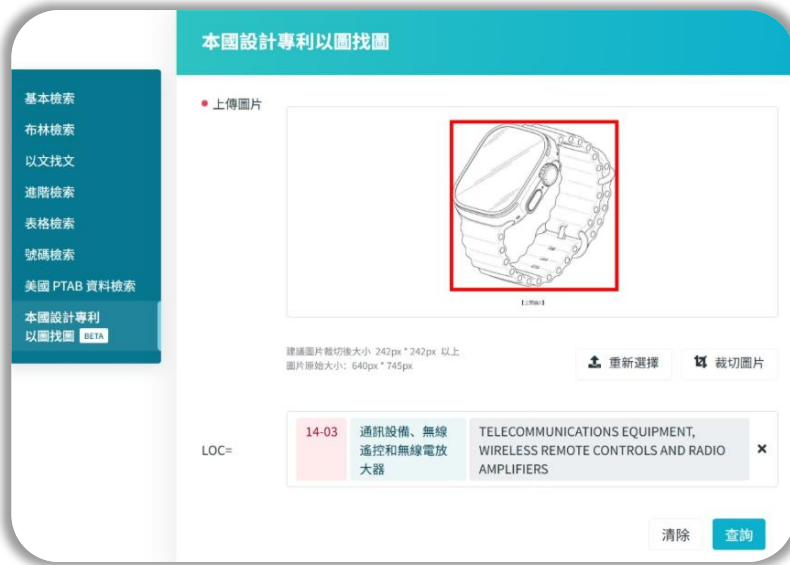 本國設計專利以圖找圖
基本檢索
布林檢索
以文找文
進階檢索
表格檢索
號碼檢索
美國 PTAB 資料檢索
本國設計專利
以圖找圖 BETA
上傳圖片
建議圖片裁切後大小 242px * 242px 以上
圖片原始大小: 640px * 745px
重新選擇
裁切圖片
LOC=
14-03
通訊設備、無線
遙控和無線電放
大器
TELECOMMUNICATIONS EQUIPMENT,
WIRELESS REMOTE CONTROLS AND RADIO
AMPLIFIERS
清除
查詢